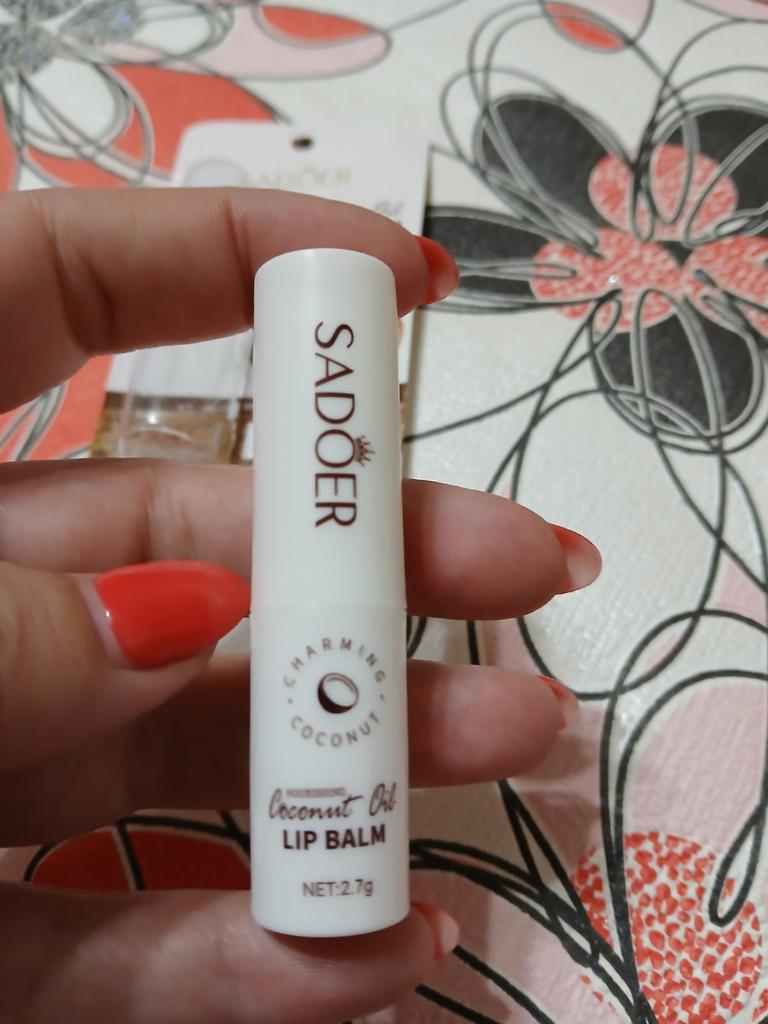 SADOER
CHARMING
COCONUT
NOURISHING
Coconut Oil
LIP BALM
NET:2.7g